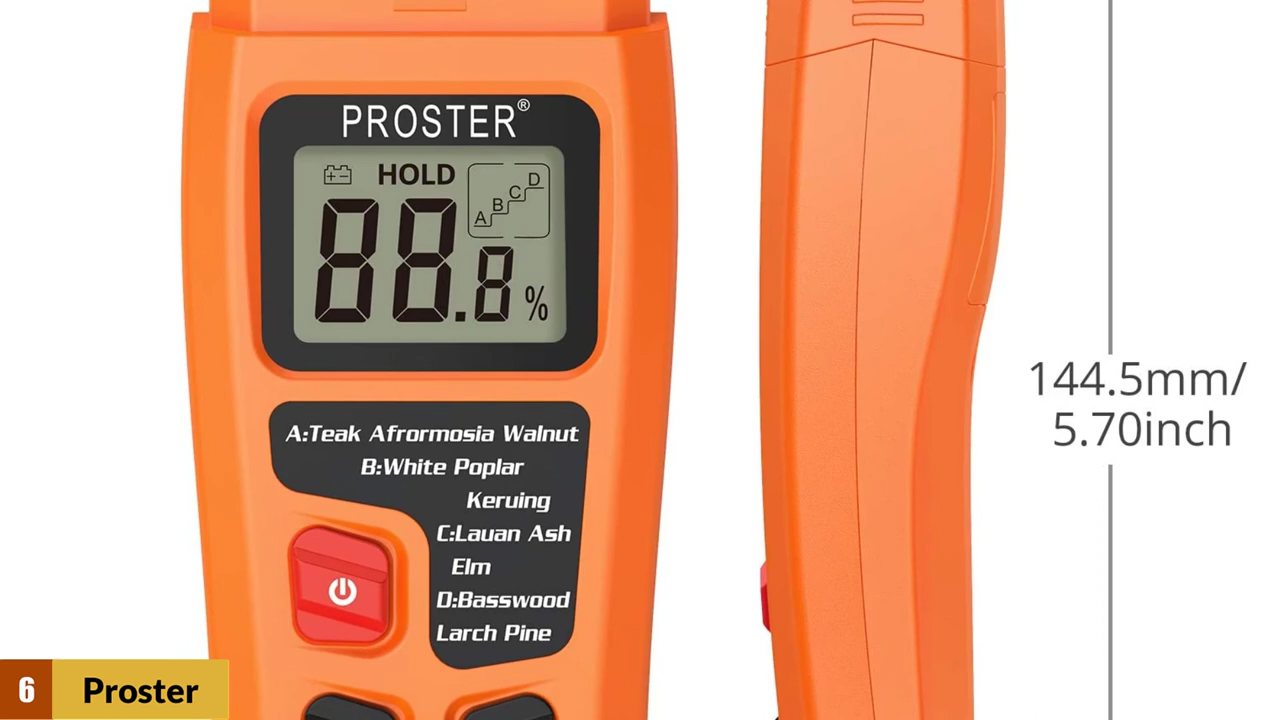 PROSTER®
HOLD
A B C D
88.8%
A:Teak Afrormosia Walnut
B:White Poplar
Keruing
C:Lauan Ash
Elm
D:Basswood
Larch Pine
144.5mm/
5.70inch
6 Proster